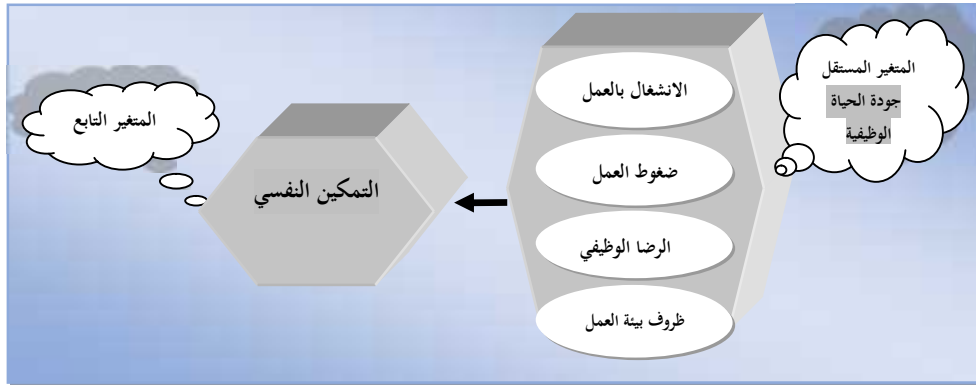 المتغير المستقل
جودة الحياة
الوظيفية
الانشغال بالعمل
ضغوط العمل
الرضا الوظيفي
ظروف بيئة العمل
التمكين النفسي
المتغير التابع